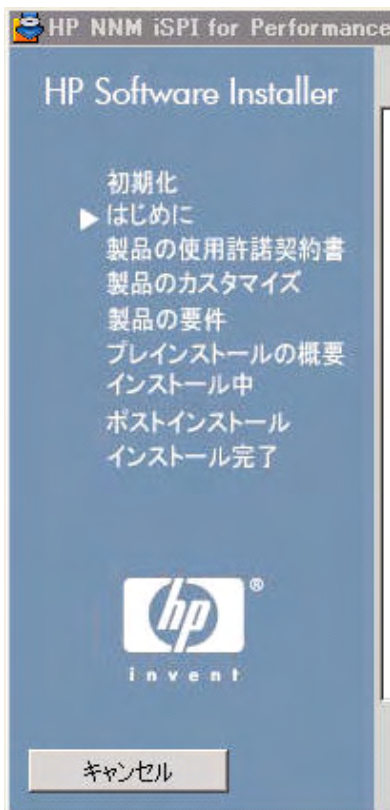 HP NNM iSPI for Performance
HP Software Installer
初期化
▶はじめに
製品の使用許諾契約書
製品のカスタマイズ
製品の要件
プレインストールの概要
インストール中
ポストインストール
インストール完了
hp®
invent
キャンセル